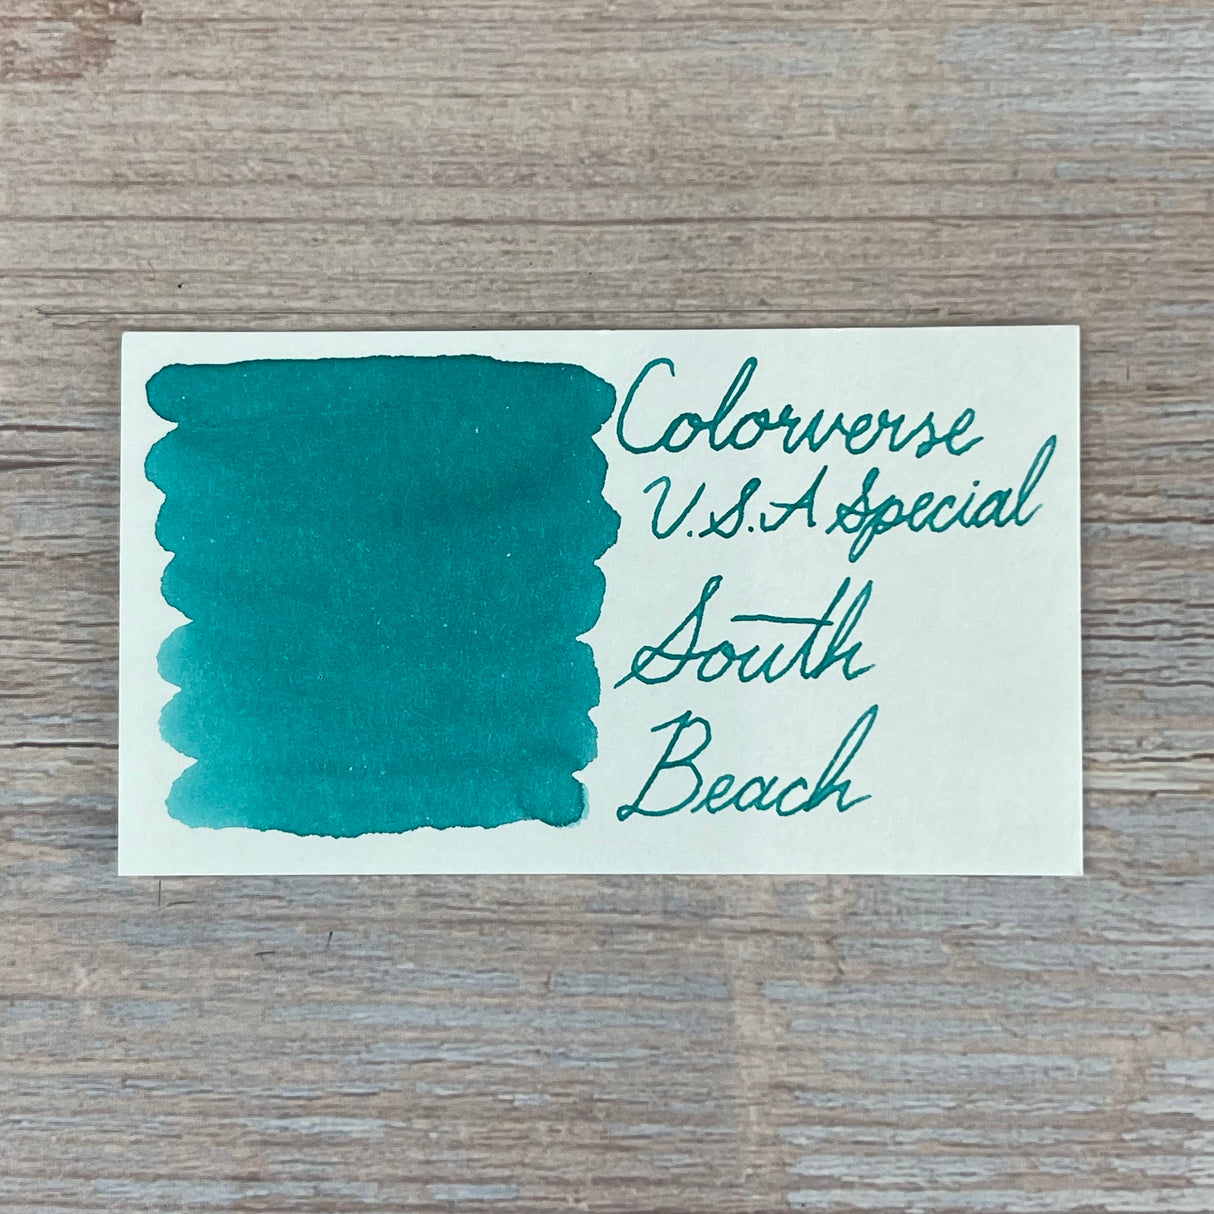 Colorverse
U.S.A Special
South
Beach